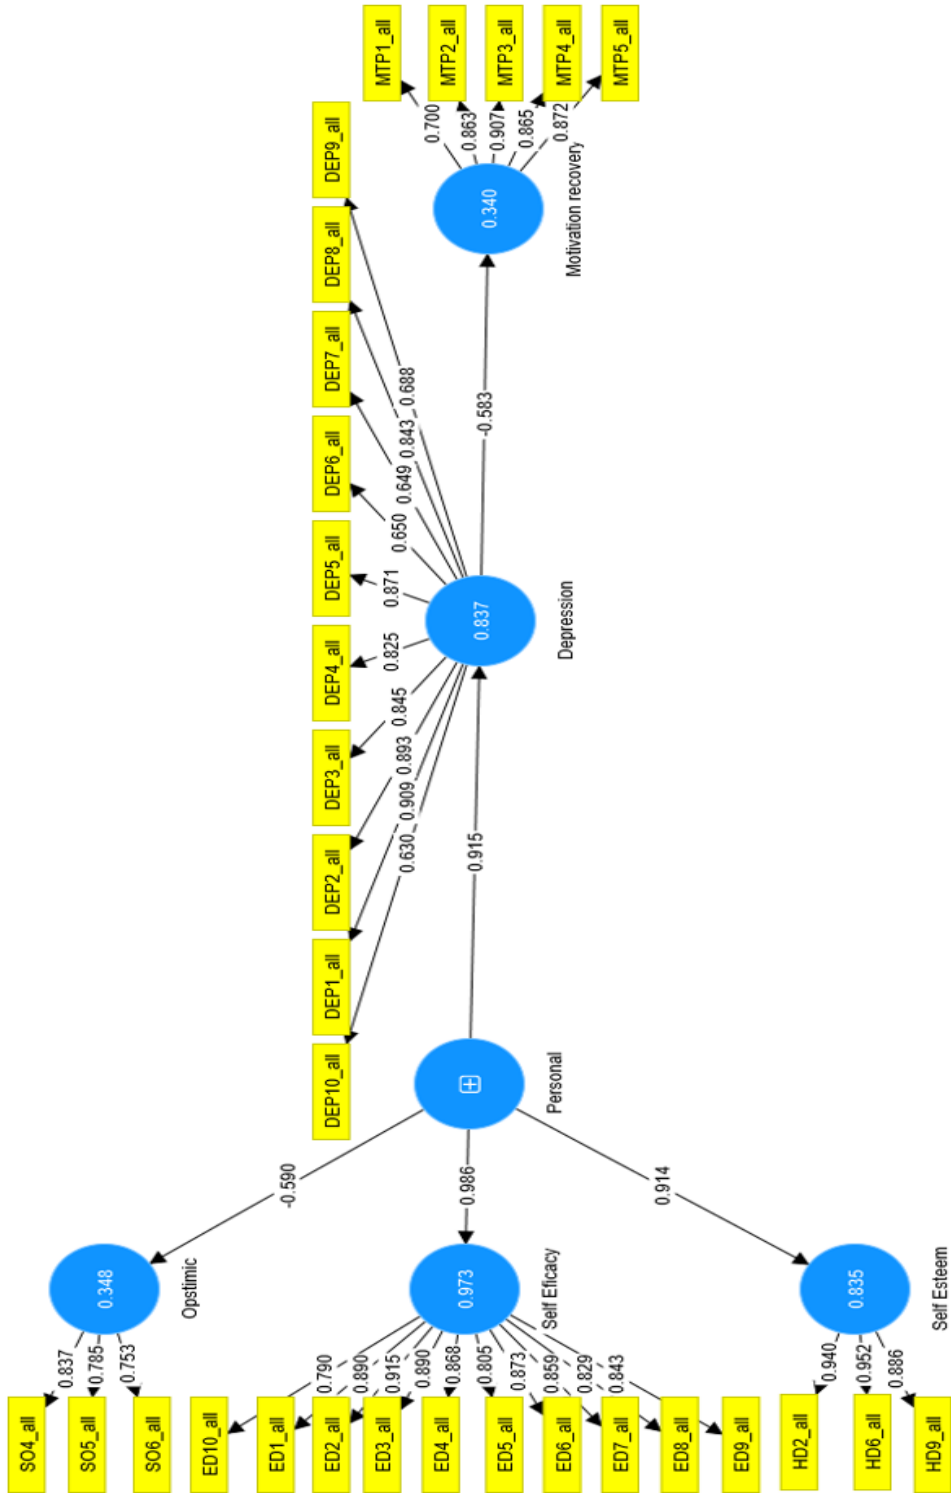 SO4_all
SO5_all
SO6_all
0.837
0.785
0.753
0.348
Opstimic
ED10_all
ED1_all
ED2_all
ED3_all
ED4_all
ED5_all
ED6_all
ED7_all
ED8_all
ED9_all
0.790
0.890
0.915
0.890
0.868
0.805
0.873
0.859
0.829
0.843
0.973
Self Eficacy
HD2_all
HD6_all
HD9_all
0.940
0.952
0.886
0.835
Self Esteem
-0.590
0.986
0.914
Personal
0.915
DEP10_all
DEP1_all
DEP2_all
DEP3_all
DEP4_all
DEP5_all
DEP6_all
DEP7_all
DEP8_all
DEP9_all
0.630
0.909
0.893
0.845
0.825
0.871
0.650
0.649
0.843
0.688
0.837
Depression
-0.583
0.340
Motivation recovery
0.700
0.863
0.907
0.865
0.872
MTP1_all
MTP2_all
MTP3_all
MTP4_all
MTP5_all